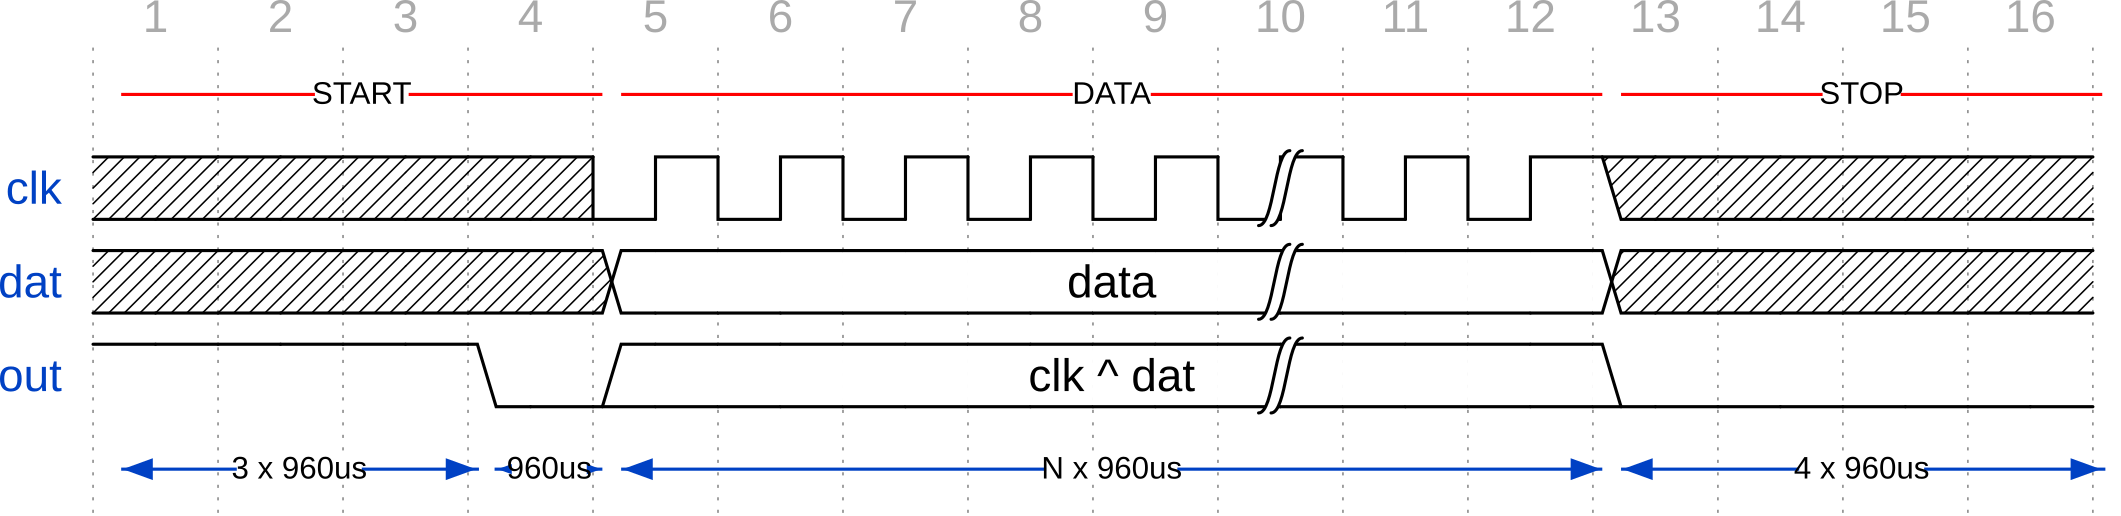 1 2 3 4 5 6 7 8 9 10 11 12 13 14 15 16
START DATA STOP
clk
dat data
out clk ^ dat
3 x 960us 960us N x 960us 4 x 960us